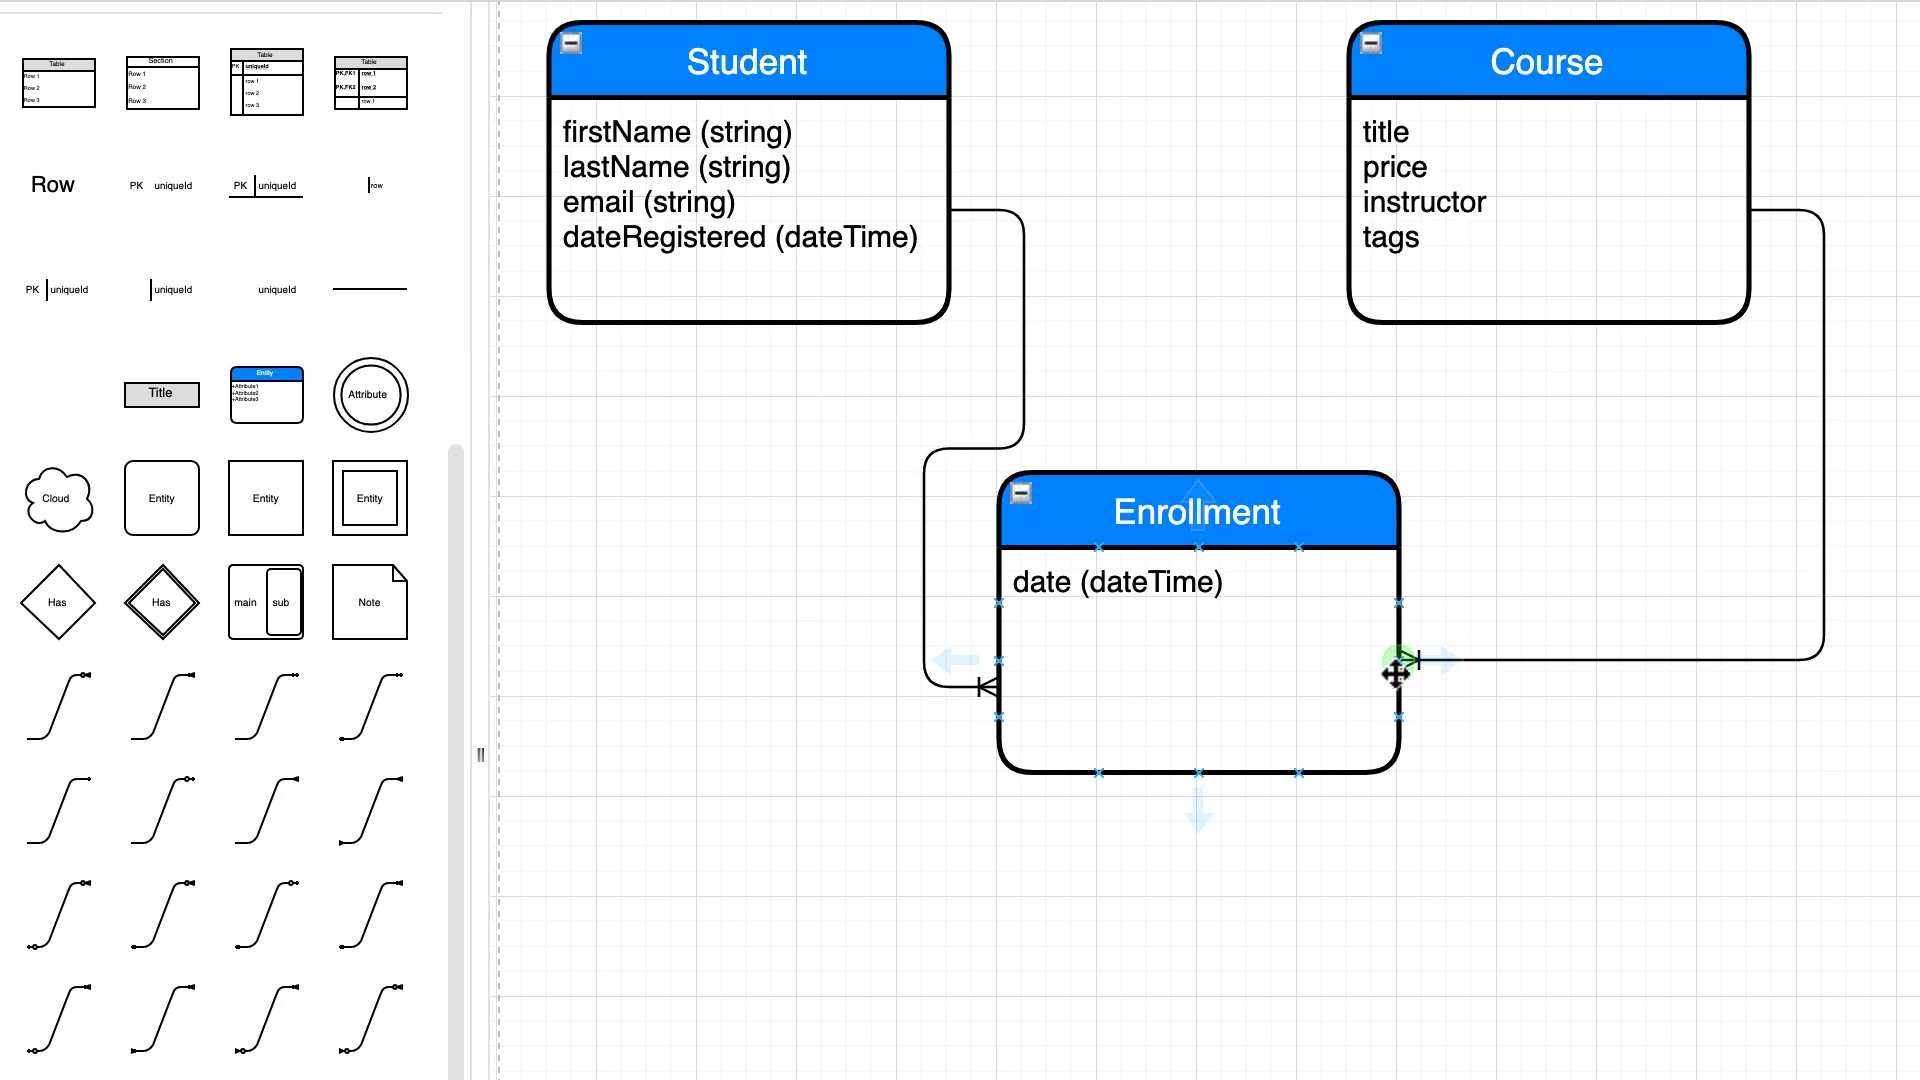 Table
Row 1
Row 2
Row 3
Section
Row 1
Row 2
Row 3
Table
PK uniqueId
row 1
row 2
row 3
Table
PK,FK1 row 1
PK,FK2 row 2
row 1
Row
PK uniqueId
PK uniqueId
row
PK uniqueId
uniqueId
uniqueId
Title
Entity
+Attribute1
+Attribute2
+Attribute3
Attribute
Cloud
Entity
Entity
Entity
Has
Has
main sub
Note
Student
firstName (string)
lastName (string)
email (string)
dateRegistered (dateTime)
Course
title
price
instructor
tags
Enrollment
date (dateTime)